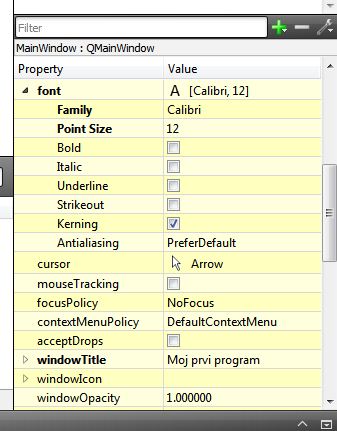 Filter
MainWindow : QMainWindow
Property Value
font A [Calibri, 12]
Family Calibri
Point Size 12
Bold
Italic
Underline
Strikeout
Kerning
Antialiasing PreferDefault
cursor Arrow
mouseTracking
focusPolicy NoFocus
contextMenuPolicy DefaultContextMenu
acceptDrops
windowTitle Moj prvi program
windowIcon
windowOpacity 1.000000